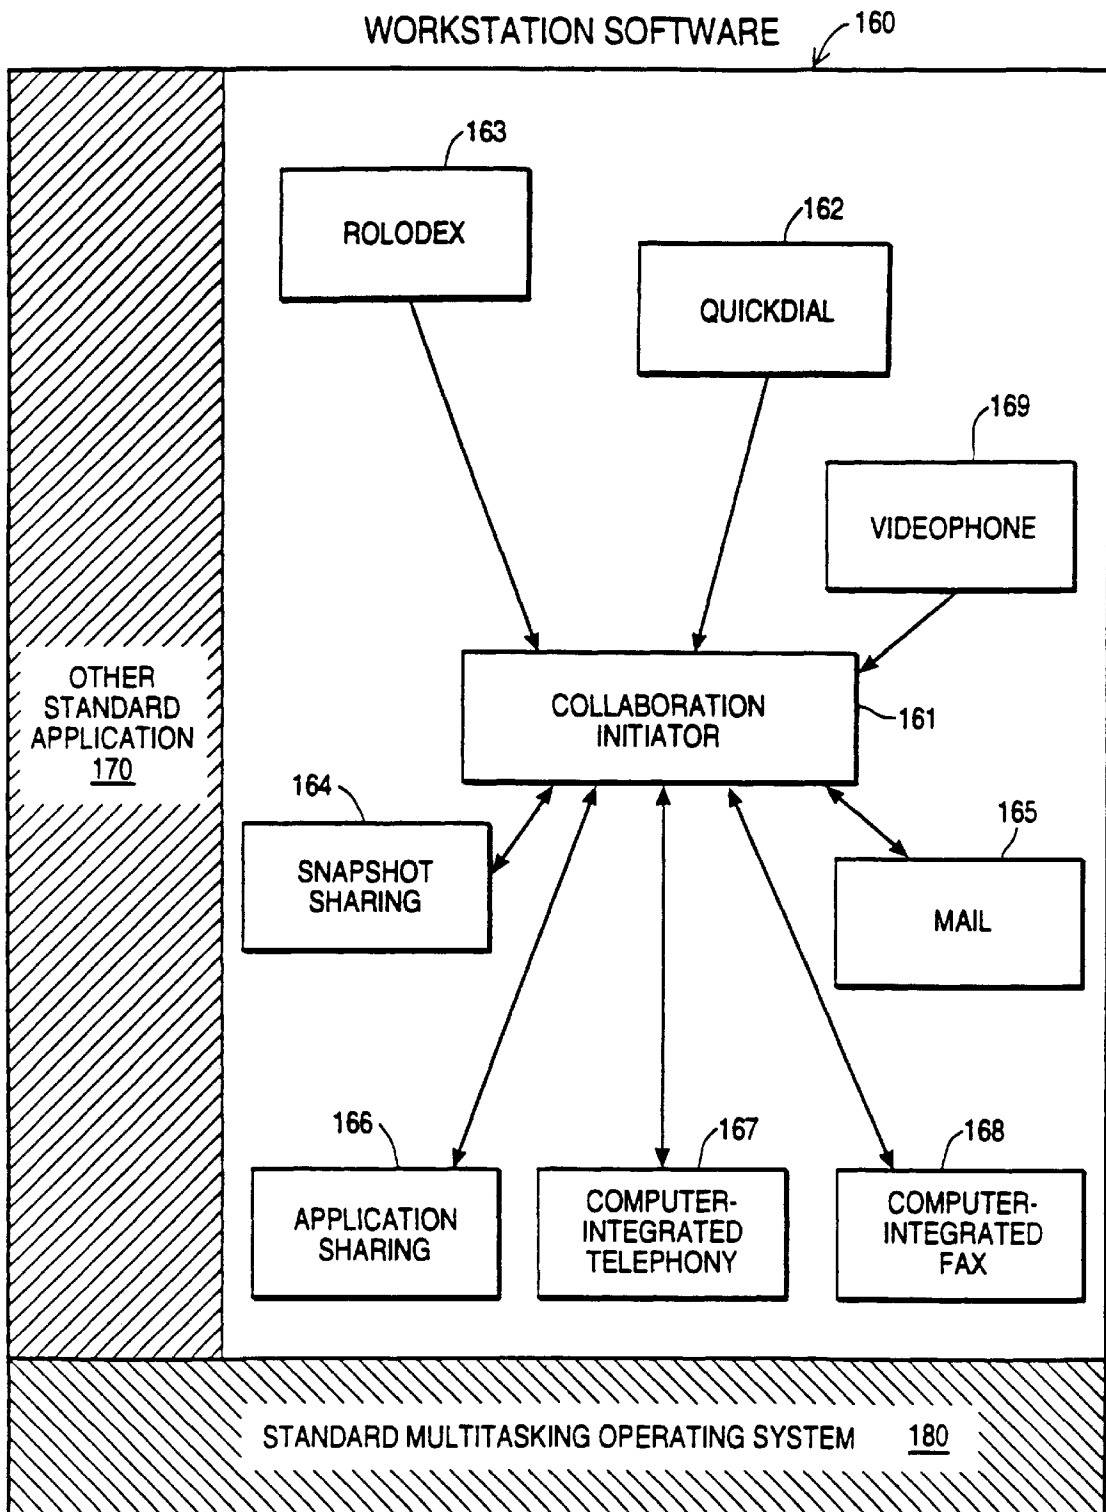 WORKSTATION SOFTWARE
160
163
ROLODEX
162
QUICKDIAL
169
VIDEOPHONE
COLLABORATION
INITIATOR
161
OTHER
STANDARD
APPLICATION
170
164
SNAPSHOT
SHARING
165
MAIL
166
APPLICATION
SHARING
167
COMPUTER-
INTEGRATED
TELEPHONY
168
COMPUTER-
INTEGRATED
FAX
STANDARD MULTITASKING OPERATING SYSTEM 180